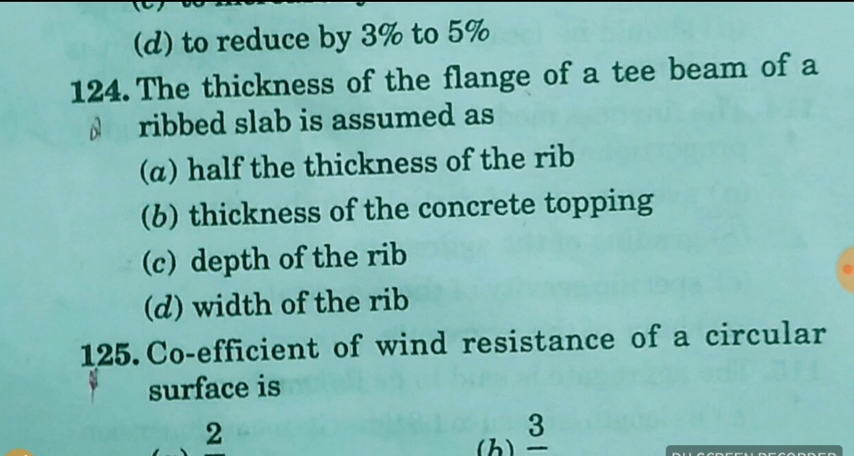 (d) to reduce by 3% to 5%
124. The thickness of the flange of a tee beam of a
ribbed slab is assumed as
(a) half the thickness of the rib
(b) thickness of the concrete topping
(c) depth of the rib
(d) width of the rib
125. Co-efficient of wind resistance of a circular
surface is
2
(b) 3